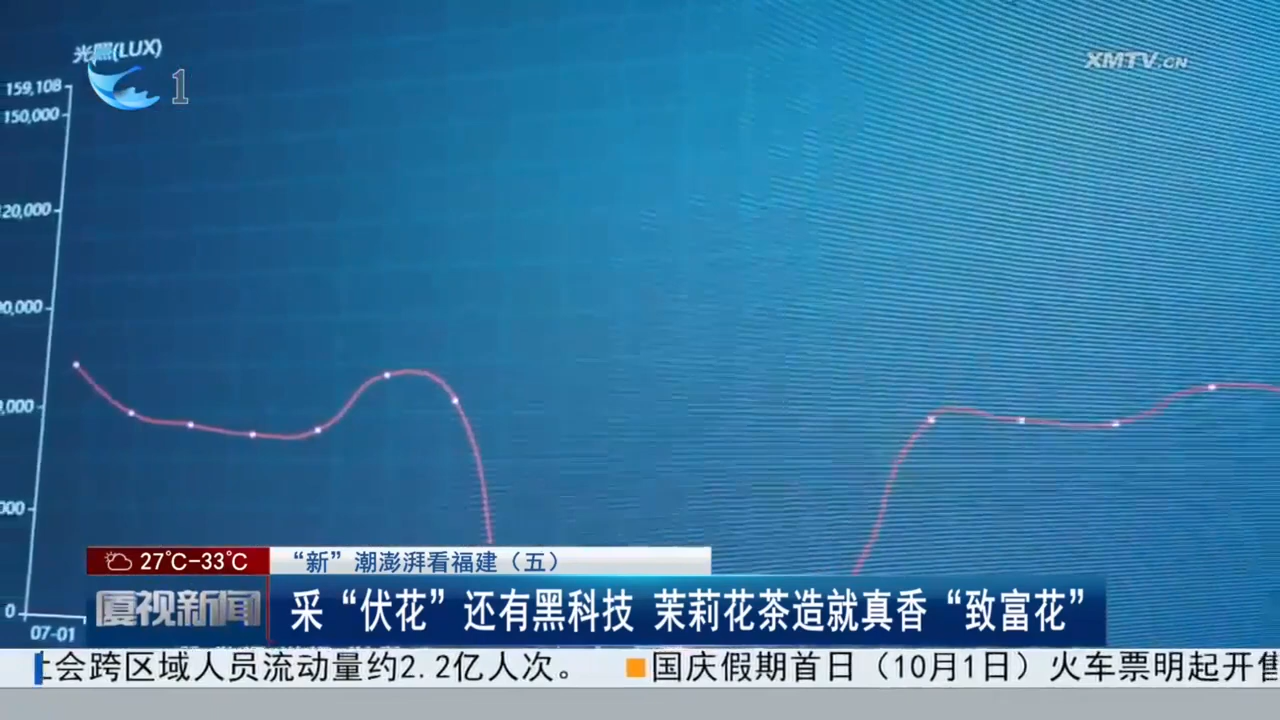 光照(LUX)
XMTV.CN
1
159,108
150,000
20,000
0,000
,000
000
0
07-01
27℃-33℃
“新”潮澎湃看福建（五）
厦视新闻
采“伏花”还有黑科技 茉莉花茶造就真香“致富花”
会跨区域人员流动量约2.2亿人次。 ■国庆假期首日（10月1日）火车票明起开售